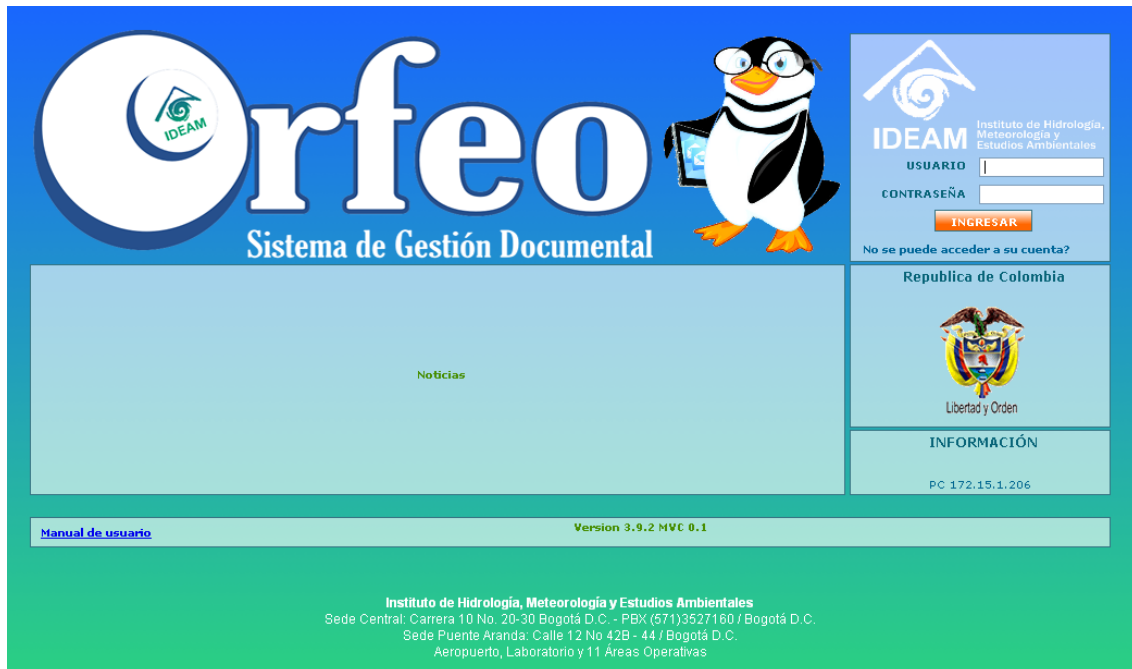 Orfeo
IDEAM
Sistema de Gestión Documental
IDEAM
Instituto de Hidrología,
Meteorología y
Estudios Ambientales
USUARIO
CONTRASEÑA
INGRESAR
No se puede acceder a su cuenta?
Noticias
Republica de Colombia
Libertad y Orden
INFORMACIÓN
PC 172.15.1.206
Manual de usuario
Version 3.9.2 MVC 0.1
Instituto de Hidrología, Meteorología y Estudios Ambientales
Sede Central: Carrera 10 No. 20-30 Bogotá D.C. - PBX (571)3527160 / Bogotá D.C.
Sede Puente Aranda: Calle 12 No 42B - 44 / Bogotá D.C.
Aeropuerto, Laboratorio y 11 Áreas Operativas